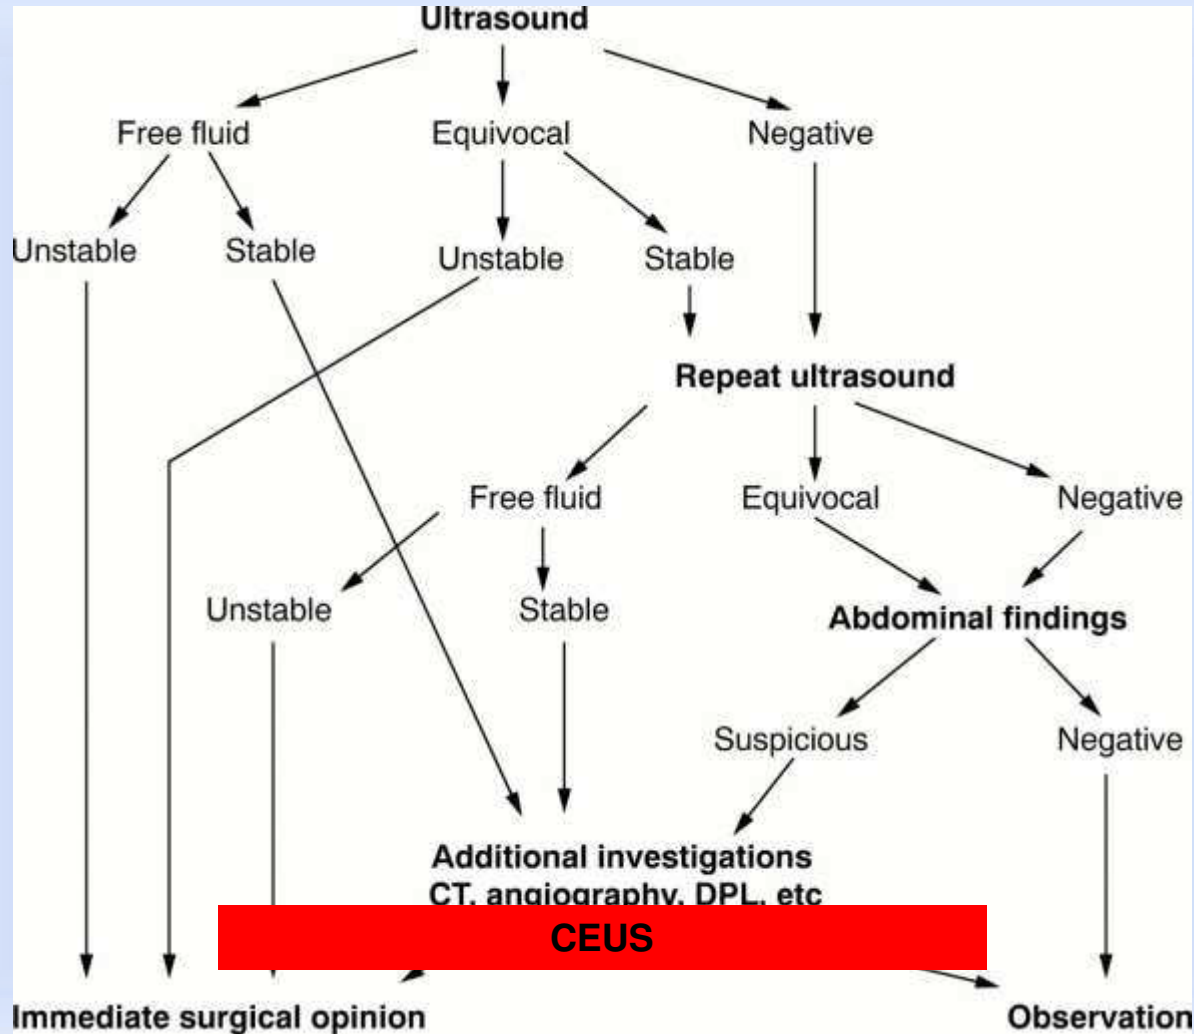 Ultrasound
Free fluid
Equivocal
Negative
Unstable
Stable
Unstable
Stable
Repeat ultrasound
Free fluid
Equivocal
Negative
Unstable
Stable
Abdominal findings
Suspicious
Negative
Additional investigations
CT, angiography, DPL, etc
CEUS
Immediate surgical opinion
Observation